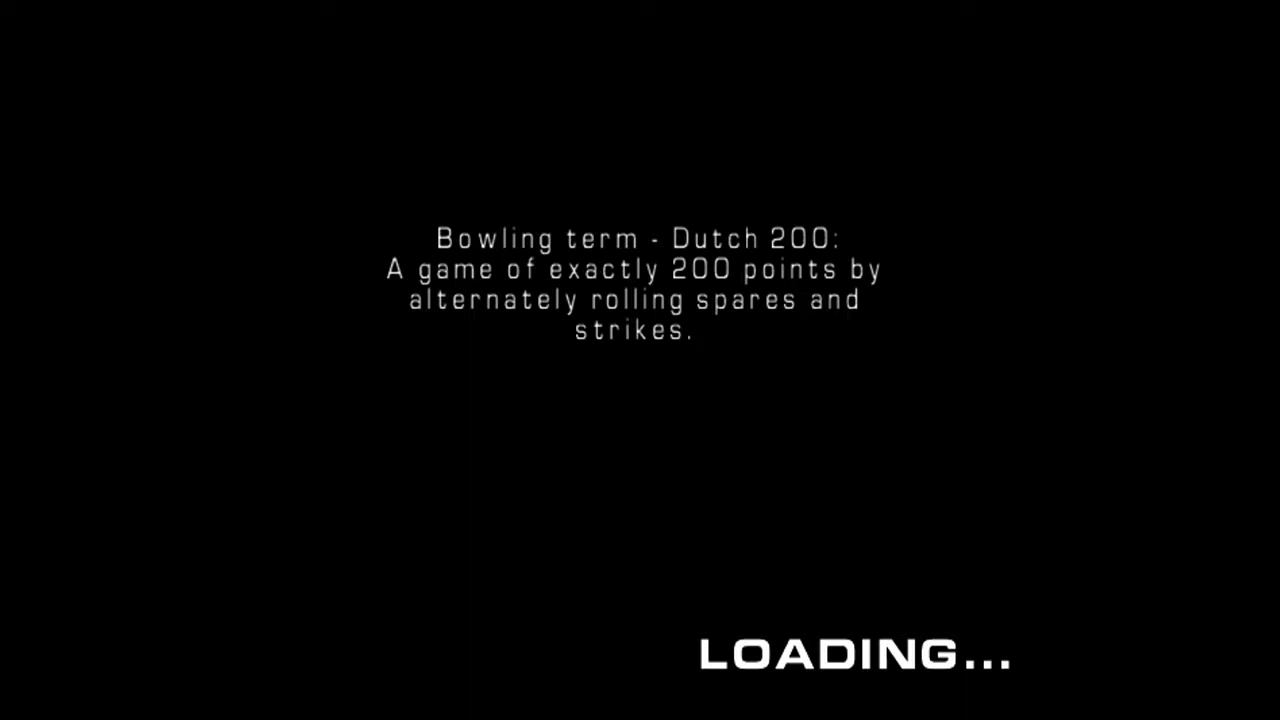 Bowling term - Dutch 200:
A game of exactly 200 points by
alternately rolling spares and
strikes.
LOADING...